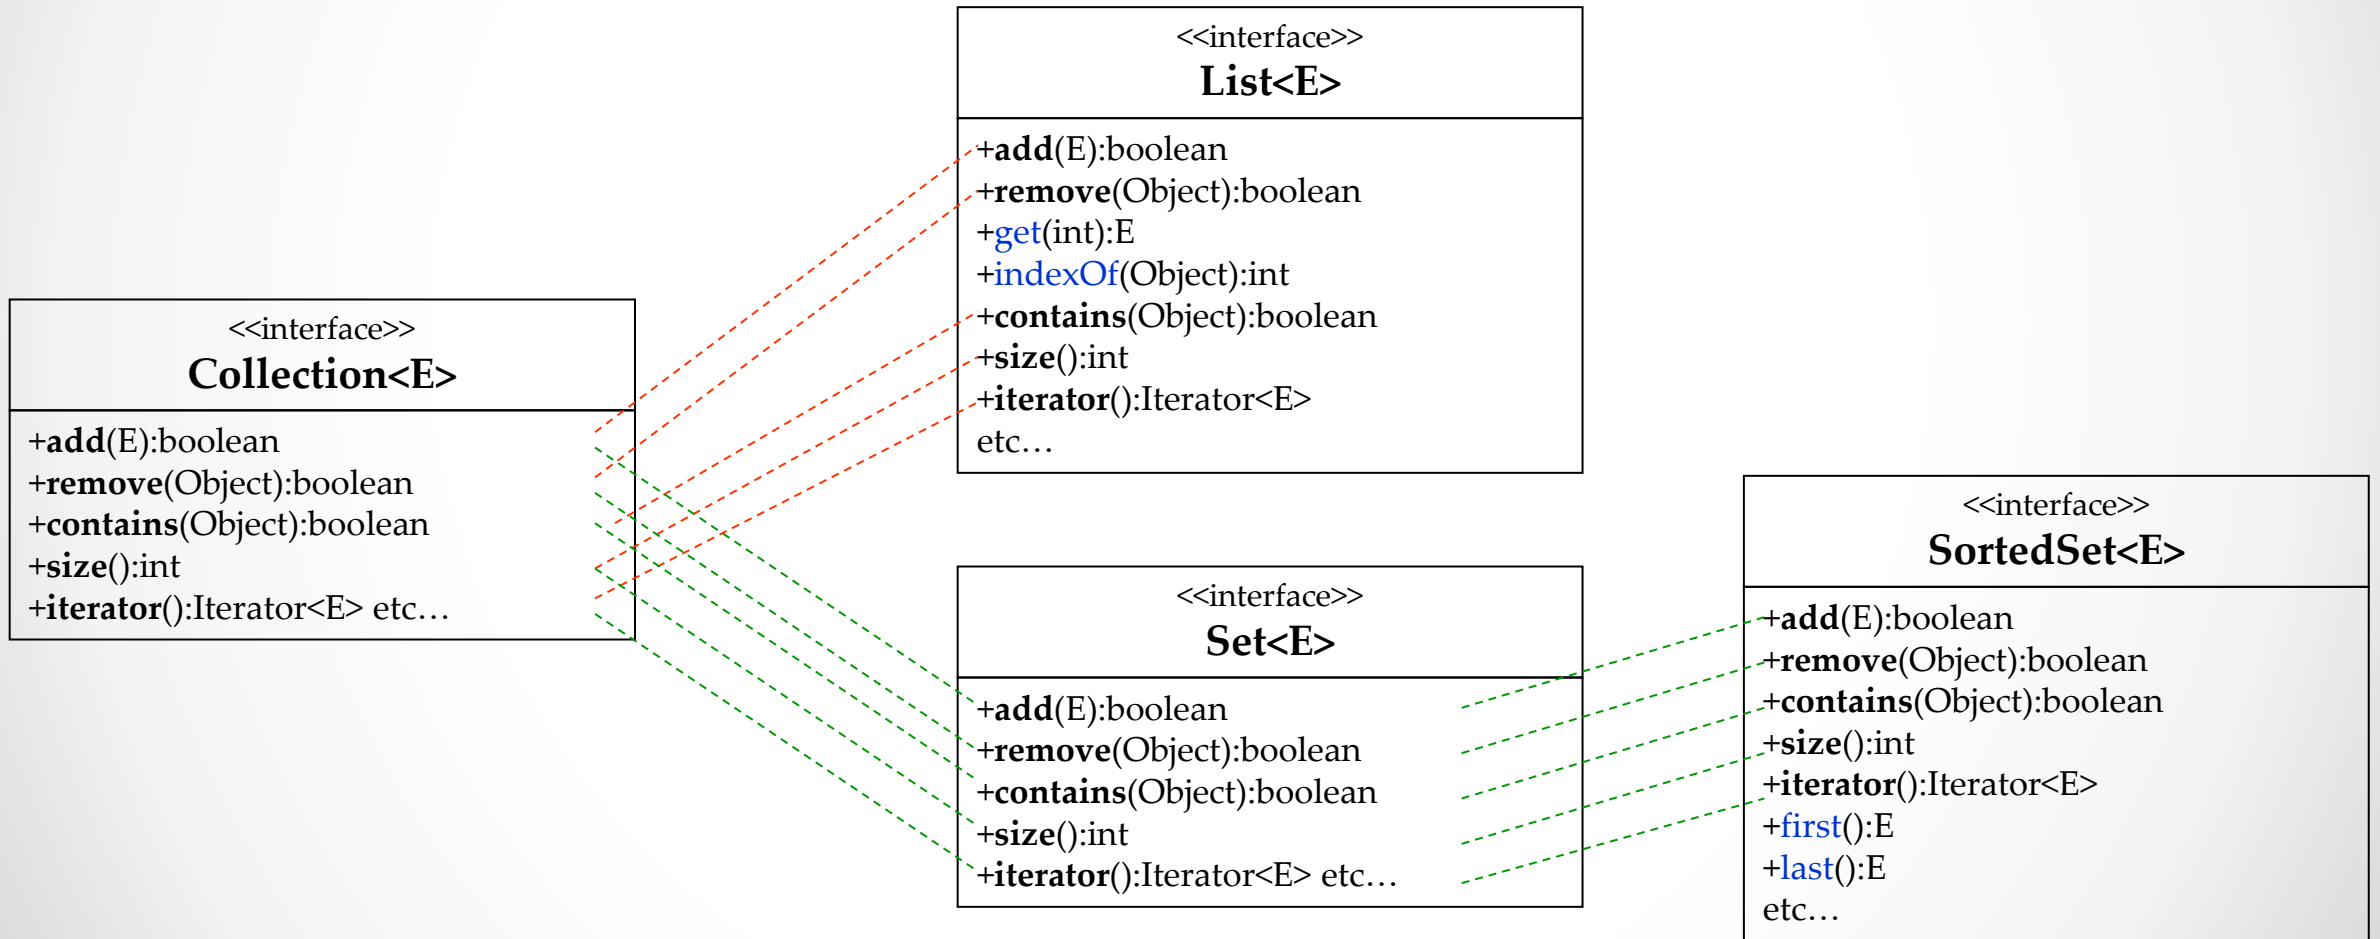 <<interface>>
Collection<E>
+add(E):boolean
+remove(Object):boolean
+contains(Object):boolean
+size():int
+iterator():Iterator<E> etc…
<<interface>>
List<E>
+add(E):boolean
+remove(Object):boolean
+get(int):E
+indexOf(Object):int
+contains(Object):boolean
+size():int
+iterator():Iterator<E>
etc…
<<interface>>
Set<E>
+add(E):boolean
+remove(Object):boolean
+contains(Object):boolean
+size():int
+iterator():Iterator<E> etc…
<<interface>>
SortedSet<E>
+add(E):boolean
+remove(Object):boolean
+contains(Object):boolean
+size():int
+iterator():Iterator<E>
+first():E
+last():E
etc…